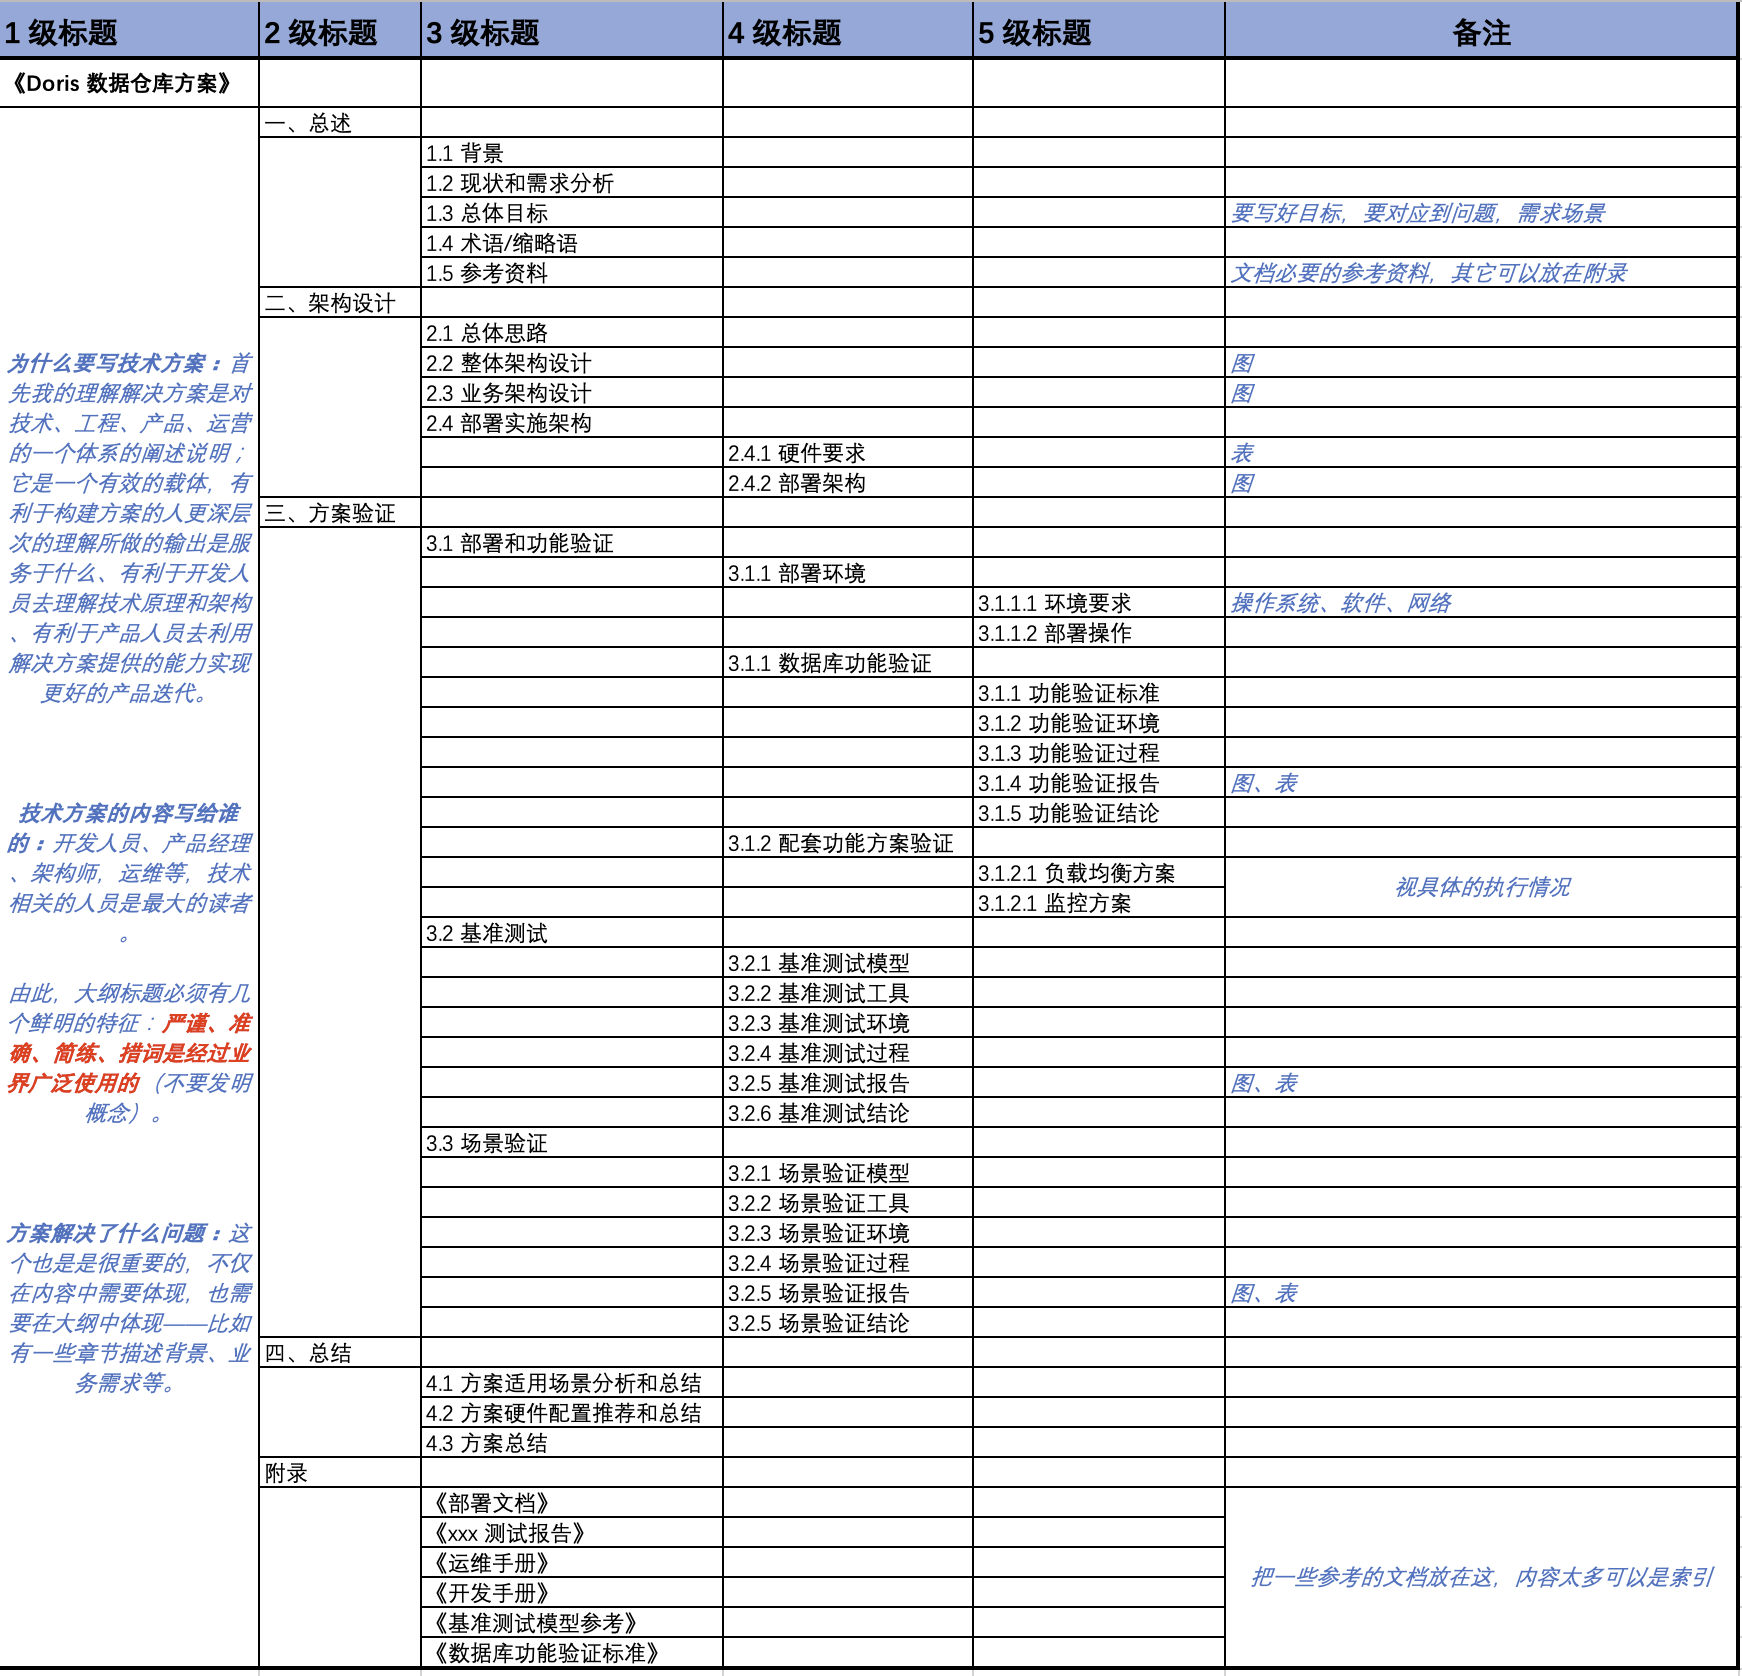 1 级标题 2 级标题 3 级标题 4 级标题 5 级标题 备注
《Doris 数据仓库方案》
一、总述
1.1 背景
1.2 现状和需求分析
1.3 总体目标 要写好目标，要对应到问题，需求场景
1.4 术语/缩略语
1.5 参考资料 文档必要的参考资料，其它可以放在附录
二、架构设计
2.1 总体思路
2.2 整体架构设计 图
2.3 业务架构设计 图
2.4 部署实施架构
2.4.1 硬件要求 表
2.4.2 部署架构 图
三、方案验证
3.1 部署和功能验证
3.1.1 部署环境
3.1.1.1 环境要求 操作系统、软件、网络
3.1.1.2 部署操作
3.1.1 数据库功能验证
3.1.1 功能验证标准
3.1.2 功能验证环境
3.1.3 功能验证过程
3.1.4 功能验证报告 图、表
3.1.5 功能验证结论
3.1.2 配套功能方案验证
3.1.2.1 负载均衡方案
视具体的执行情况
3.1.2.1 监控方案
3.2 基准测试
3.2.1 基准测试模型
3.2.2 基准测试工具
3.2.3 基准测试环境
3.2.4 基准测试过程
3.2.5 基准测试报告 图、表
3.2.6 基准测试结论
3.3 场景验证
3.2.1 场景验证模型
3.2.2 场景验证工具
3.2.3 场景验证环境
3.2.4 场景验证过程
3.2.5 场景验证报告 图、表
3.2.5 场景验证结论
四、总结
4.1 方案适用场景分析和总结
4.2 方案硬件配置推荐和总结
4.3 方案总结
附录
《部署文档》
《xxx 测试报告》
《运维手册》
《开发手册》
《基准测试模型参考》
《数据库功能验证标准》
把一些参考的文档放在这，内容太多可以是索引
为什么要写技术方案：首
先我的理解解决方案是对
技术、工程、产品、运营
的一个体系的阐述说明；
它是一个有效的载体，有
利于构建方案的人更深层
次的理解所做的输出是服
务于什么、有利于开发人
员去理解技术原理和架构
、有利于产品人员去利用
解决方案提供的能力实现
更好的产品迭代。
技术方案的内容写给谁
的：开发人员、产品经理
、架构师，运维等，技术
相关的人员是最大的读者
。
由此，大纲标题必须有几
个鲜明的特征：严谨、准
确、简练、措词是经过业
界广泛使用的（不要发明
概念）。
方案解决了什么问题：这
个也是是很重要的，不仅
在内容中需要体现，也需
要在大纲中体现——比如
有一些章节描述背景、业
务需求等。